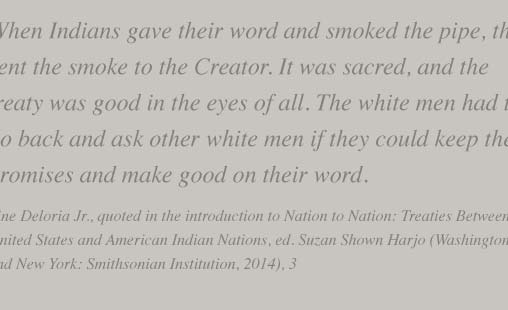 When Indians gave their word and smoked the pipe, th
ent the smoke to the Creator. It was sacred, and the
reaty was good in the eyes of all. The white men had t
o back and ask other white men if they could keep the
romises and make good on their word.
ine Deloria Jr., quoted in the introduction to Nation to Nation: Treaties Between
nited States and American Indian Nations, ed. Suzan Shown Harjo (Washington
nd New York: Smithsonian Institution, 2014), 3